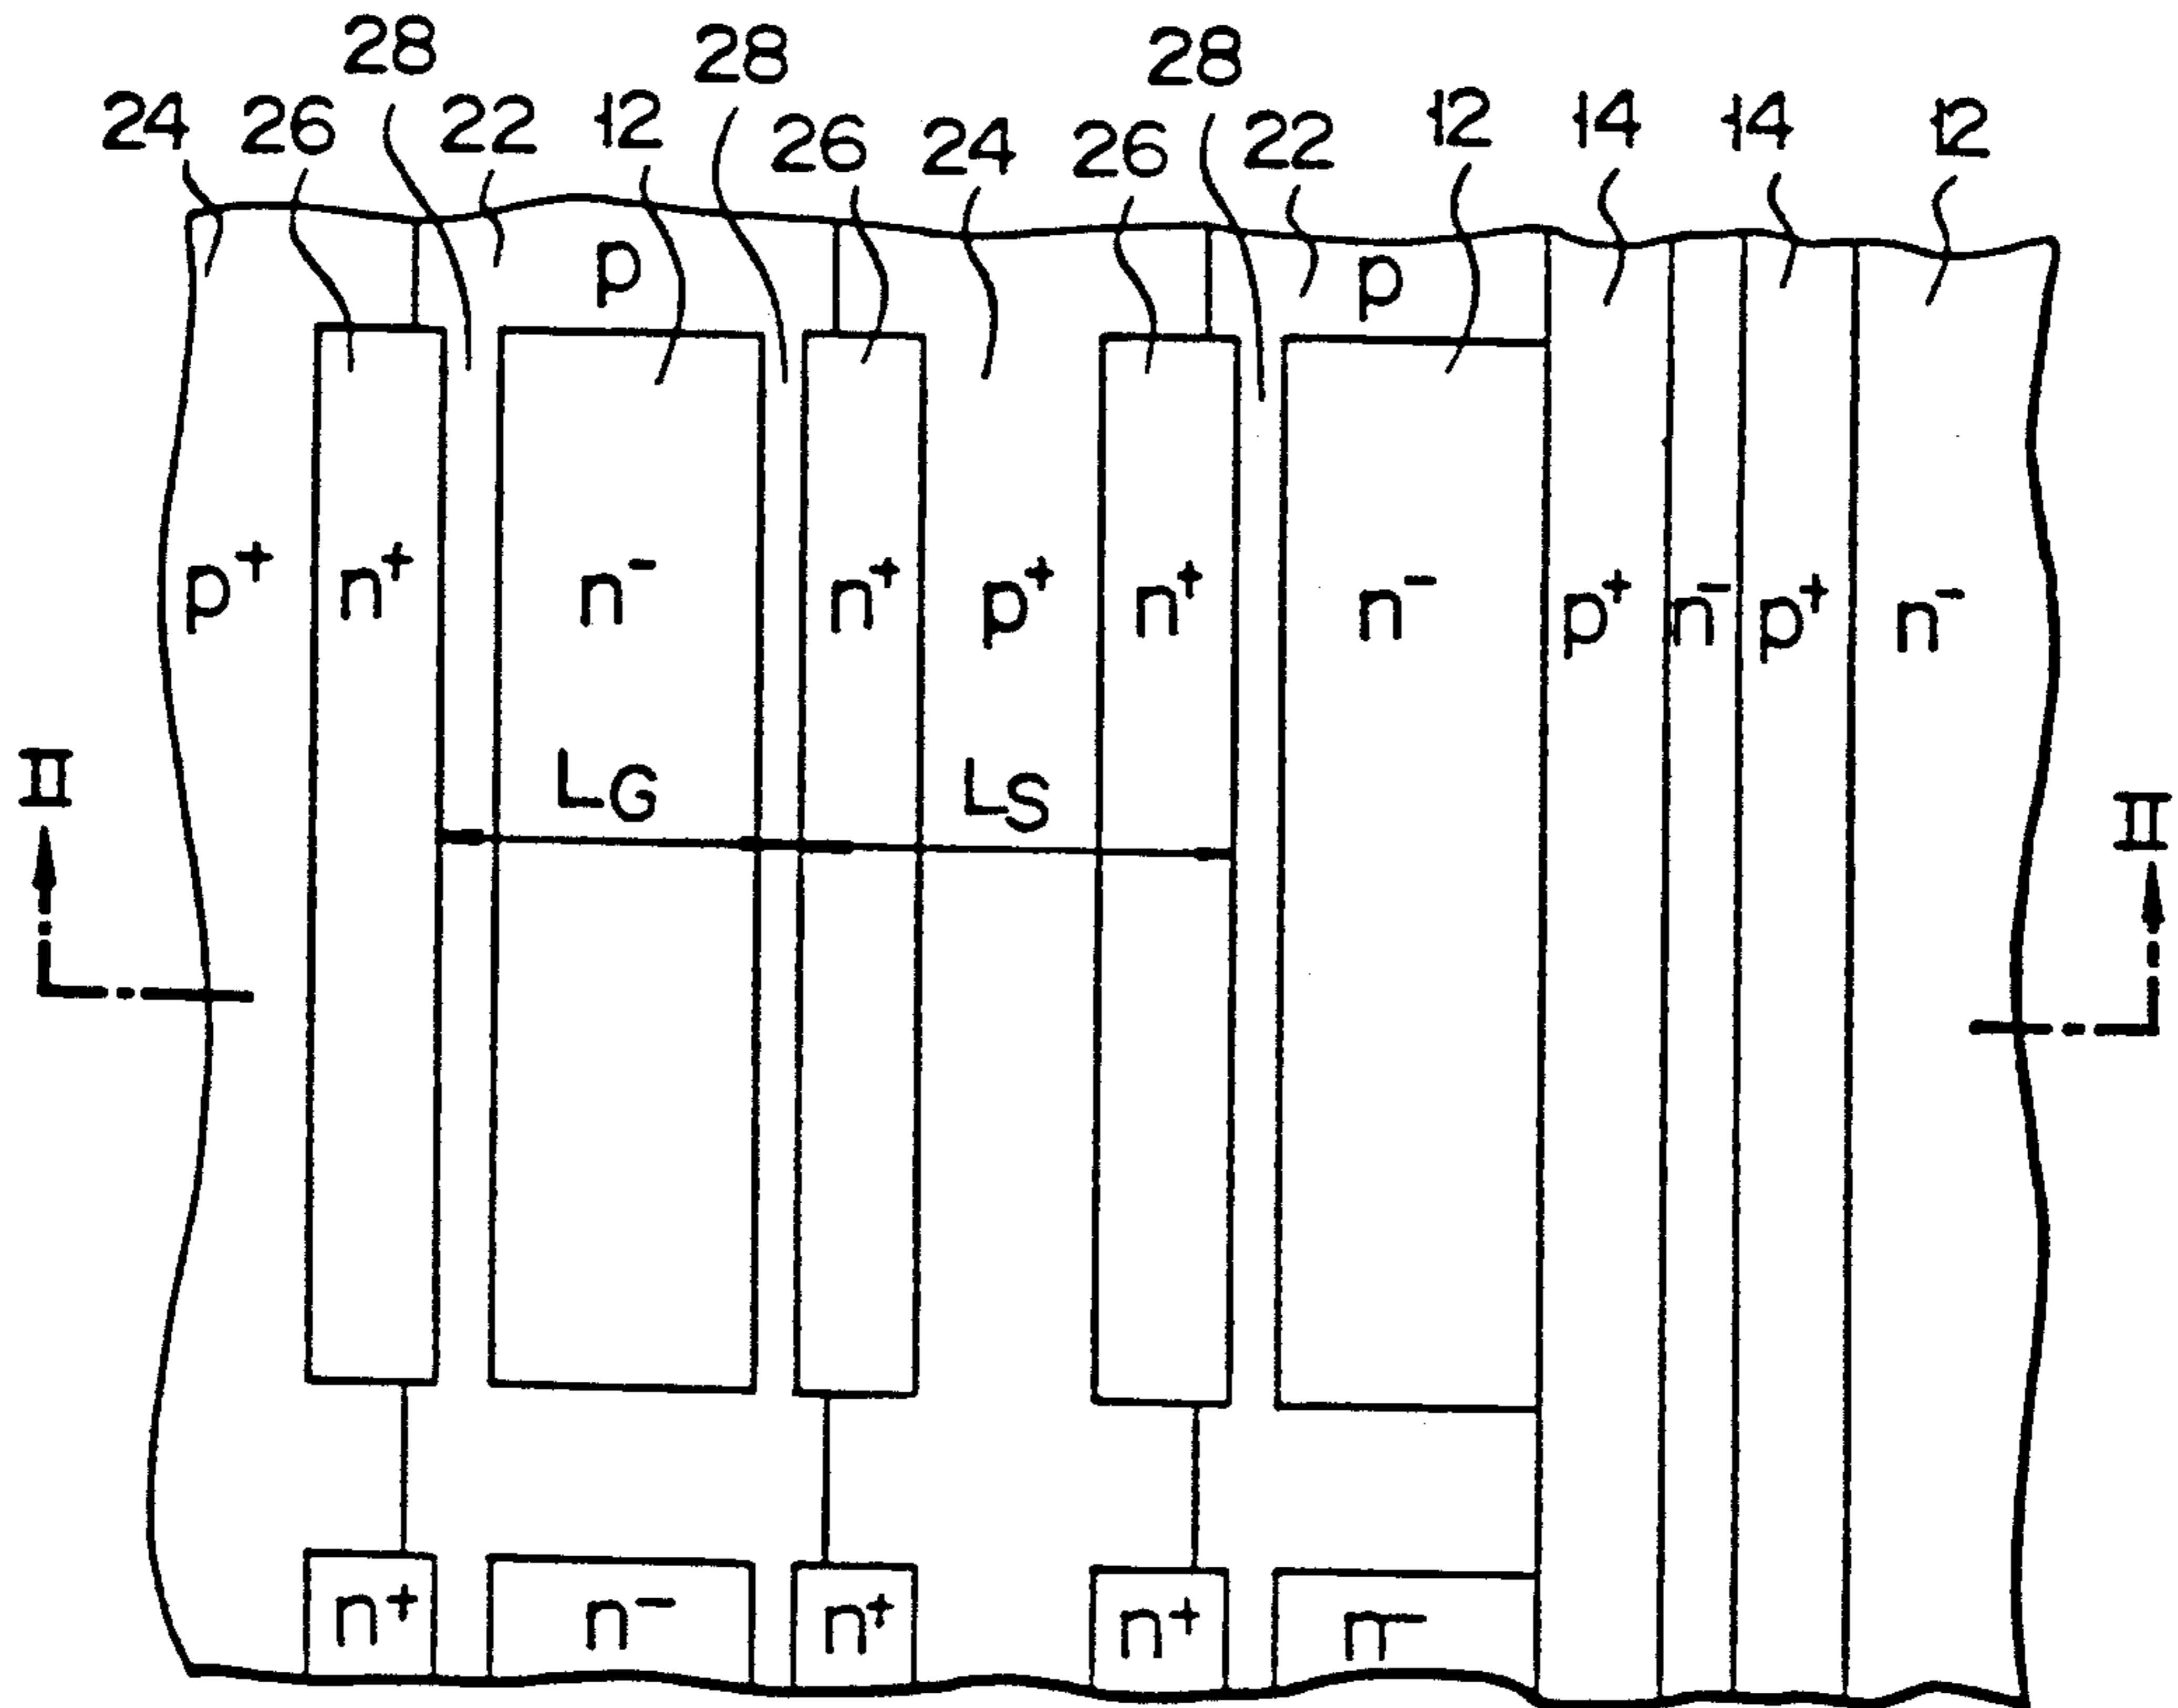 28 28 28
24 26 22 12 26 24 26 22 12 14 14 12
p p
p+ n+ n- n+ p+ n+ n- p+ n- p+ n-
LG LS
II II
n+ n- n+ n+ n-